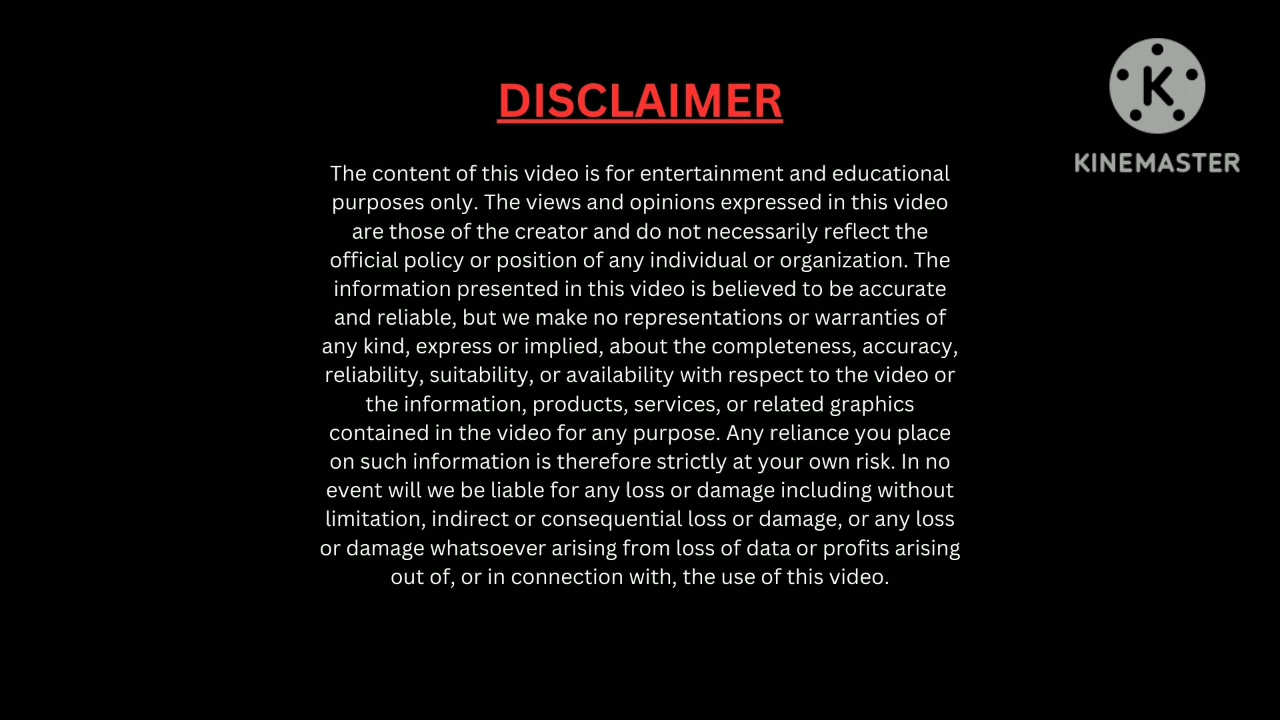 DISCLAIMER
K
KINEMASTER
The content of this video is for entertainment and educational
purposes only. The views and opinions expressed in this video
are those of the creator and do not necessarily reflect the
official policy or position of any individual or organization. The
information presented in this video is believed to be accurate
and reliable, but we make no representations or warranties of
any kind, express or implied, about the completeness, accuracy,
reliability, suitability, or availability with respect to the video or
the information, products, services, or related graphics
contained in the video for any purpose. Any reliance you place
on such information is therefore strictly at your own risk. In no
event will we be liable for any loss or damage including without
limitation, indirect or consequential loss or damage, or any loss
or damage whatsoever arising from loss of data or profits arising
out of, or in connection with, the use of this video.